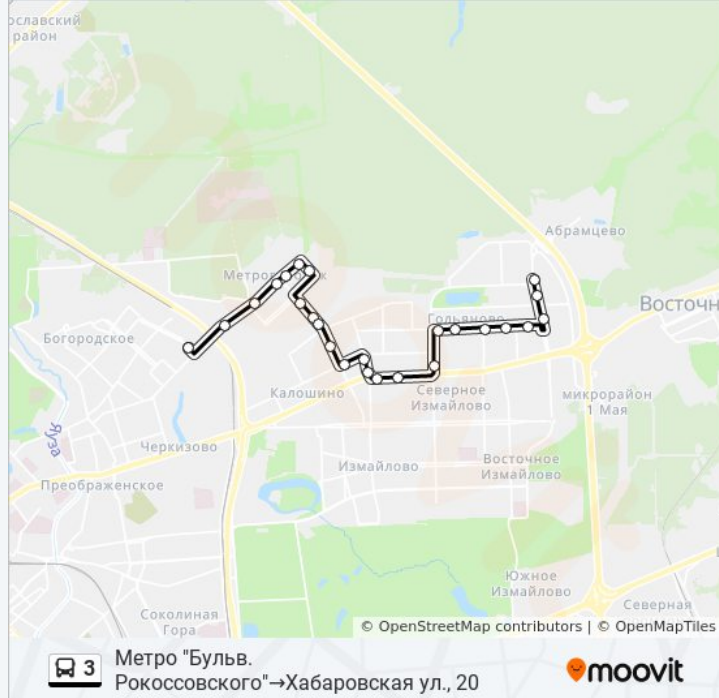 ославский
район
Абрамцево
Метрогородок
Восточн
Гольяново
Богородское
Калошино
Северное
Измайлово
микрорайон
1 Мая
Яуза
Черкизово
Восточное
Измайлово
Измайлово
Преображенское
Южное
Измайлово
Северная
Соколиная
Гора
© OpenStreetMap contributors | © OpenMapTiles
3
Метро "Бульв.
Рокоссовского"→Хабаровская ул., 20
moovit